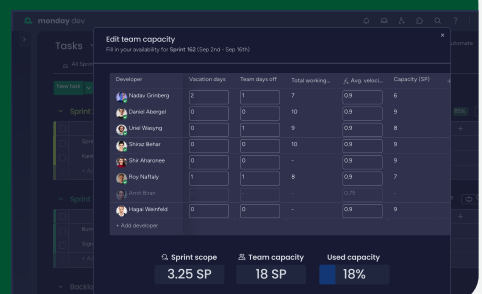 monday dev
Edit team capacity
Fill in your availability for Sprint 162 (Sep 2nd - Sep 16th)
Tasks
All Sprin
New task
Sprint
Sprint
Backlo
Developer Vacation days Team days off Total working... Avg. veloci... Capacity (SP)
Nadav Grinberg 2 1 7 0.9 6
Daniel Abergel 0 0 10 0.9 9
Uriel Wasyng 0 1 9 0.9 8
Shiraz Behar 0 0 10 0.9 9
Shir Aharonee 0 0 - 0.9 9
Roy Naftaly 1 1 8 0.9 7
Amit Biran - 0.75 -
Hagai Weinfeld 0 0 - 0.9 9
+ Add developer
Sprint scope Team capacity Used capacity
3.25 SP 18 SP 18%